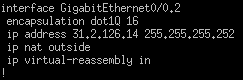 interface GigabitEthernet0/0.2
encapsulation dot1Q 16
ip address 31.2.126.14 255.255.255.252
ip nat outside
ip virtual-reassembly in
!